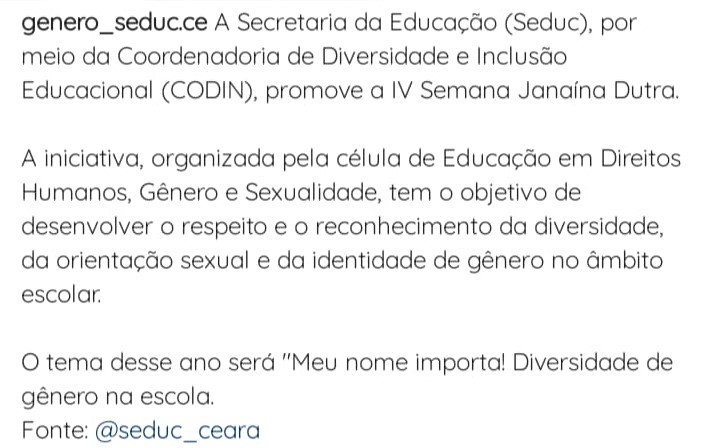 genero_seduc.ce A Secretaria da Educação (Seduc), por
meio da Coordenadoria de Diversidade e Inclusão
Educacional (CODIN), promove a IV Semana Janaína Dutra.
A iniciativa, organizada pela célula de Educação em Direitos
Humanos, Gênero e Sexualidade, tem o objetivo de
desenvolver o respeito e o reconhecimento da diversidade,
da orientação sexual e da identidade de gênero no âmbito
escolar.
O tema desse ano será "Meu nome importa! Diversidade de
gênero na escola.
Fonte: @seduc_ceara